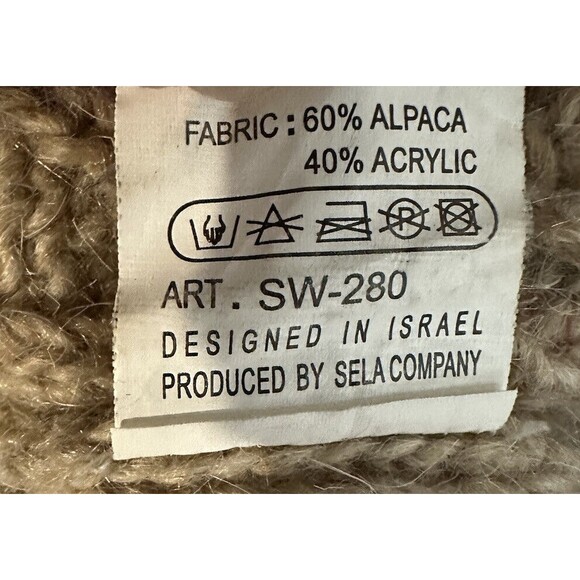 FABRIC : 60% ALPACA
40% ACRYLIC
P
ART . SW-280
DESIGNED IN ISRAEL
PRODUCED BY SELA COMPANY